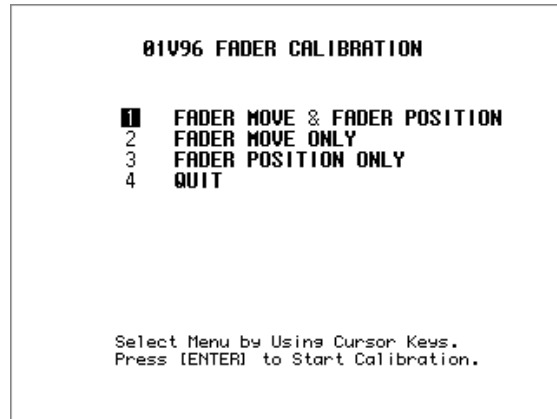 01V96 FADER CALIBRATION
1 FADER MOVE & FADER POSITION
2 FADER MOVE ONLY
3 FADER POSITION ONLY
4 QUIT
Select Menu by Using Cursor Keys.
Press [ENTER] to Start Calibration.